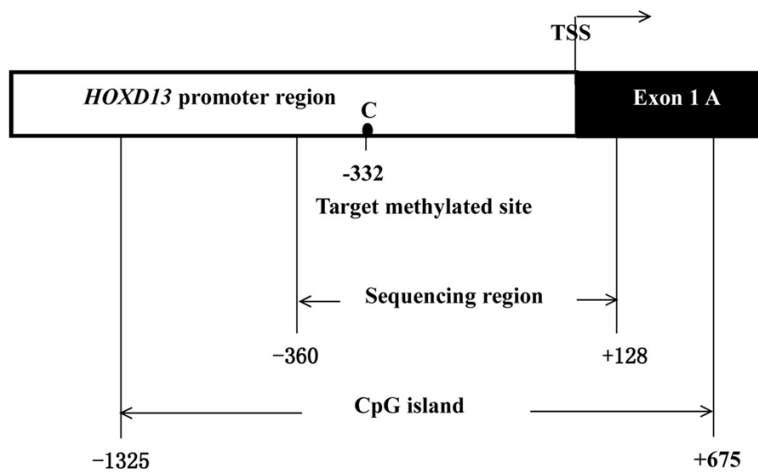 TSS
HOXD13 promoter region
Exon 1 A
C
-332
Target methylated site
Sequencing region
−360
+128
CpG island
−1325
+675